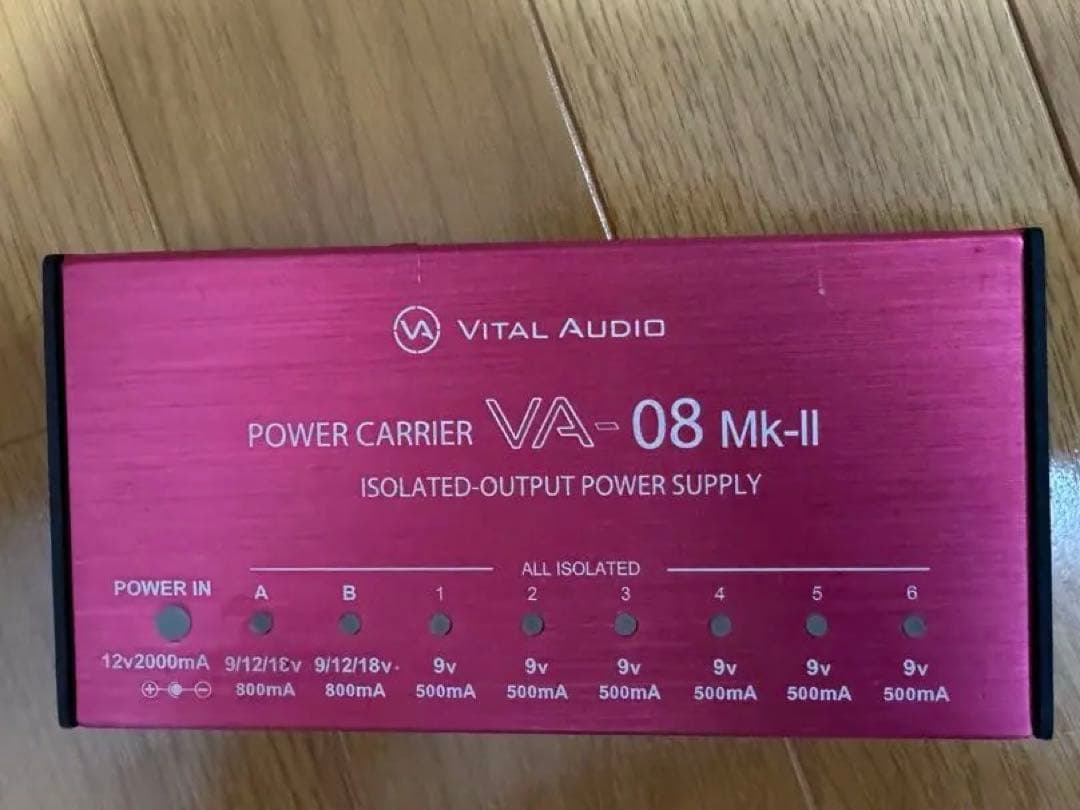 VA VITAL AUDIO
POWER CARRIER VA-08 Mk-II
ISOLATED-OUTPUT POWER SUPPLY
ALL ISOLATED
POWER IN A B 1 2 3 4 5 6
12v2000mA 9/12/18v 9/12/18v 9v 9v 9v 9v 9v 9v
800mA 800mA 500mA 500mA 500mA 500mA 500mA 500mA